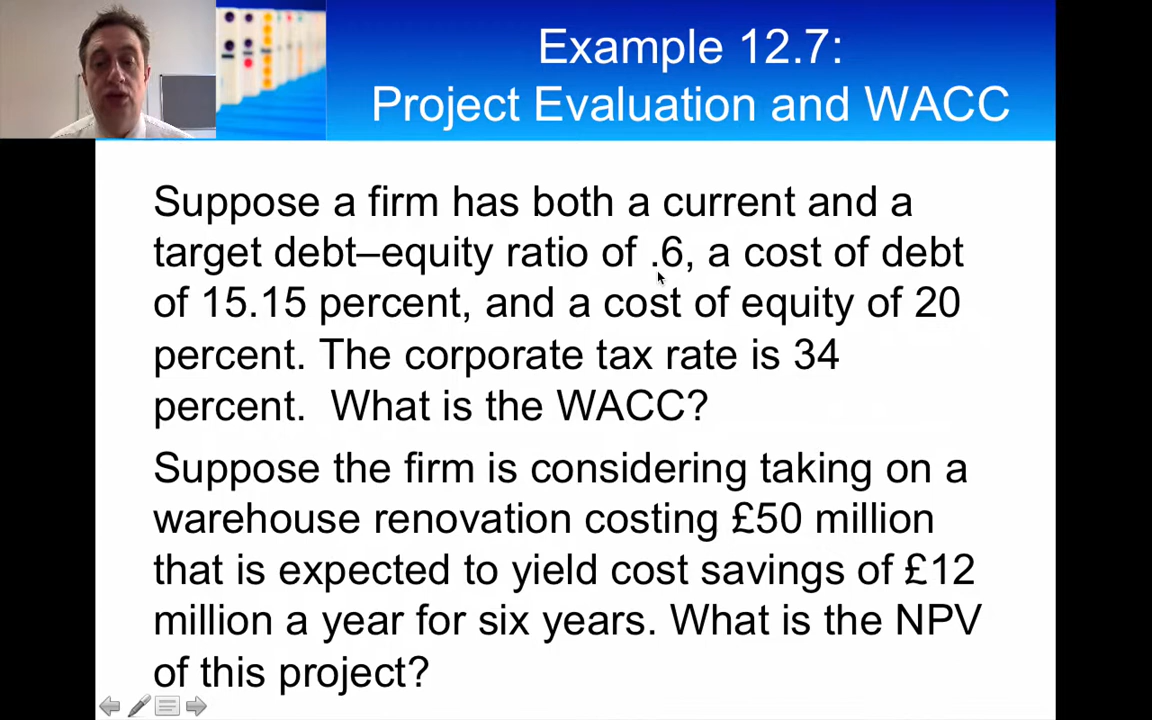 Example 12.7:
Project Evaluation and WACC
Suppose a firm has both a current and a
target debt–equity ratio of .6, a cost of debt
of 15.15 percent, and a cost of equity of 20
percent. The corporate tax rate is 34
percent.  What is the WACC?
Suppose the firm is considering taking on a
warehouse renovation costing £50 million
that is expected to yield cost savings of £12
million a year for six years. What is the NPV
of this project?